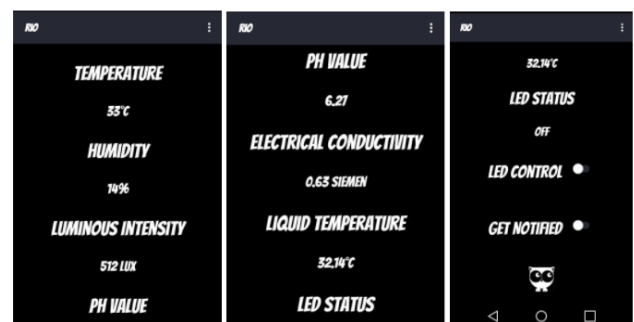 RIO
TEMPERATURE
33°C
HUMIDITY
14%
LUMINOUS INTENSITY
512 LUX
PH VALUE
RIO
PH VALUE
6.27
ELECTRICAL CONDUCTIVITY
0.63 SIEMEN
LIQUID TEMPERATURE
32.14°C
LED STATUS
RIO
32.14°C
LED STATUS
OFF
LED CONTROL
GET NOTIFIED